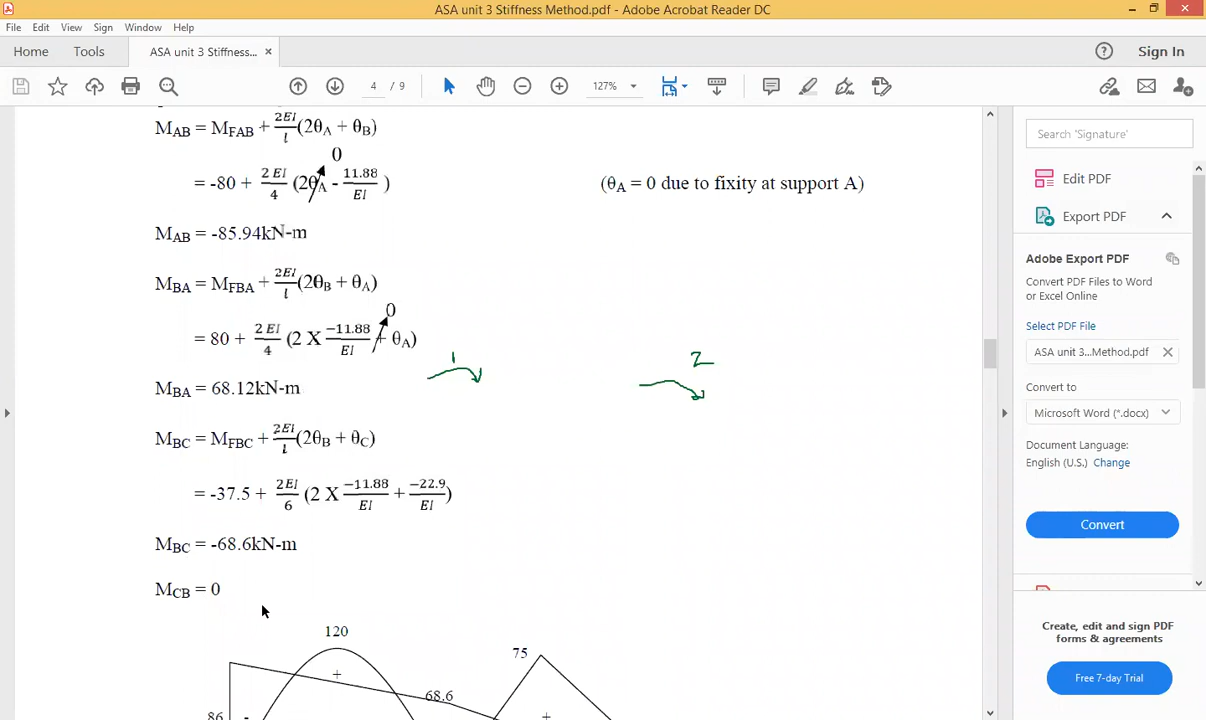 ASA unit 3 Stiffness Method.pdf - Adobe Acrobat Reader DC
File Edit View Sign Window Help
Home Tools ASA unit 3 Stiffness... × Sign In
4 / 9 127%
M_AB = M_FAB + 2EI/l (2θ_A + θ_B)
0
= -80 + 2 EI/4 (2θ_A - 11.88/EI ) (θ_A = 0 due to fixity at support A)
M_AB = -85.94kN-m
M_BA = M_FBA + 2EI/l (2θ_B + θ_A)
0
= 80 + 2 EI/4 (2 X -11.88/EI + θ_A)
1 2
M_BA = 68.12kN-m
M_BC = M_FBC + 2EI/l (2θ_B + θ_C)
= -37.5 + 2EI/6 (2 X -11.88/EI + -22.9/EI)
M_BC = -68.6kN-m
M_CB = 0
120
75
+
68.6
86 - +
Search 'Signature'
Edit PDF
Export PDF
Adobe Export PDF
Convert PDF Files to Word
or Excel Online
Select PDF File
ASA unit 3...Method.pdf ×
Convert to
Microsoft Word (*.docx)
Document Language:
English (U.S.) Change
Convert
Create, edit and sign PDF
forms & agreements
Free 7-day Trial